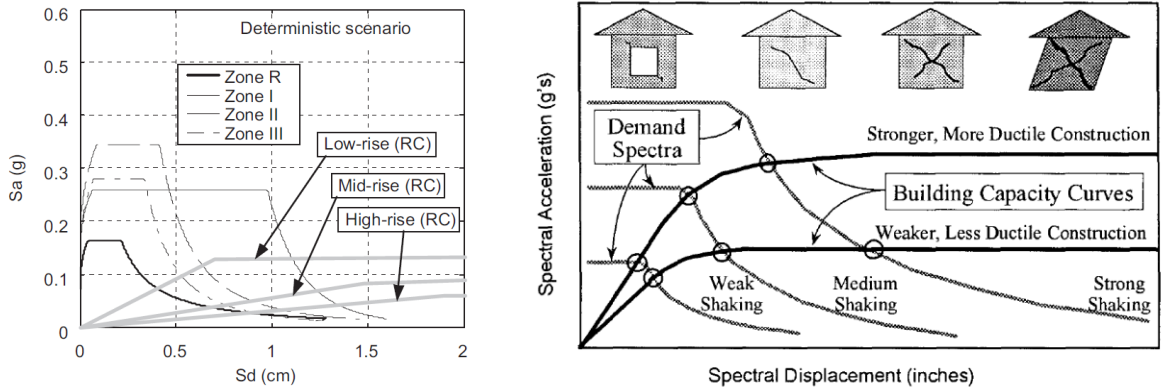 0.6
0.5
0.4
0.3
0.2
0.1
0
Sa (g)
Deterministic scenario
Zone R
Zone I
Zone II
Zone III
Low-rise (RC)
Mid-rise (RC)
High-rise (RC)
0
0.5
1
1.5
2
Sd (cm)
Spectral Acceleration (g's)
Demand
Spectra
Stronger, More Ductile Construction
Building Capacity Curves
Weaker, Less Ductile Construction
Weak
Shaking
Medium
Shaking
Strong
Shaking
Spectral Displacement (inches)